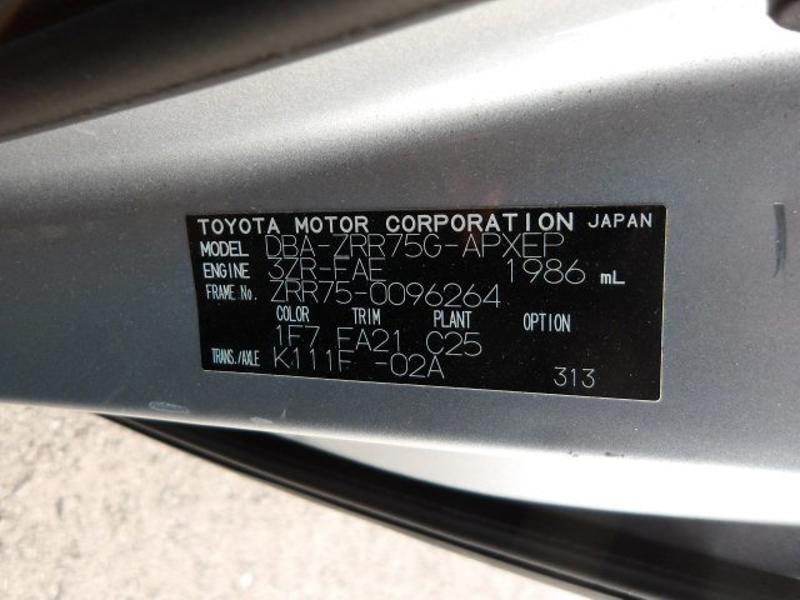 TOYOTA MOTOR CORPORATION JAPAN
MODEL DBA-ZRR75G-APXEP
ENGINE 3ZR-FAE 1986 mL
FRAME No. ZRR75-0096264
COLOR TRIM PLANT OPTION
1F7 FA21 C25
TRANS./AXLE K111F -02A
313